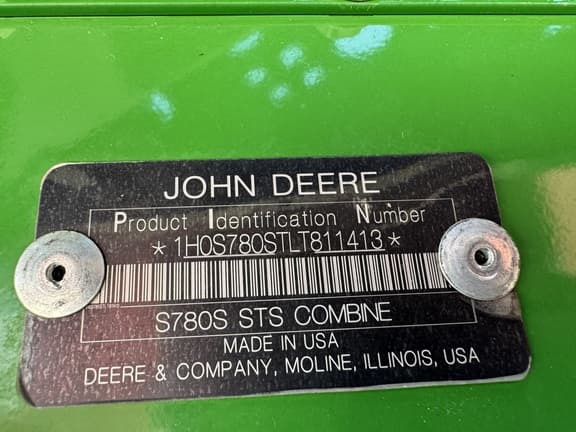 JOHN DEERE
Product Identification Number
*1H0S780STLT811413*
S780S STS COMBINE
MADE IN USA
DEERE & COMPANY, MOLINE, ILLINOIS, USA